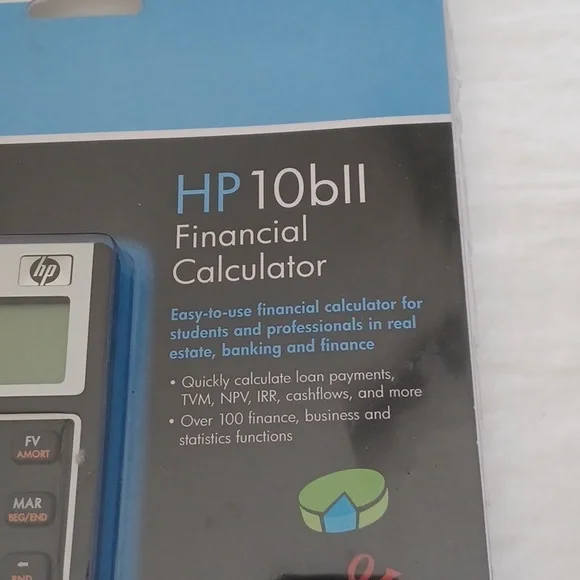 HP 10bII
Financial
Calculator
hp
Easy-to-use financial calculator for
students and professionals in real
estate, banking and finance
• Quickly calculate loan payments,
TVM, NPV, IRR, cashflows, and more
• Over 100 finance, business and
statistics functions
FV
AMORT
MAR
BEG/END
RND